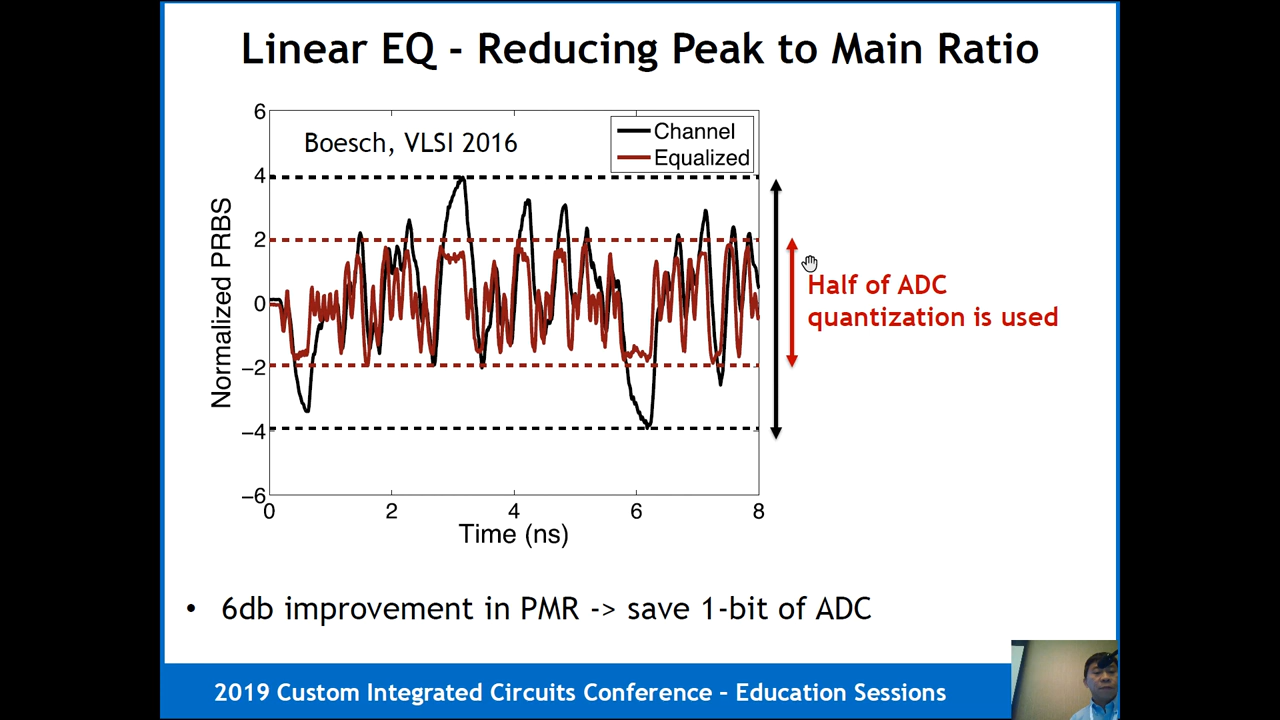 Linear EQ - Reducing Peak to Main Ratio
Boesch, VLSI 2016
Channel
Equalized
6
4
2
0
−2
−4
−6
Normalized PRBS
0 2 4 6 8
Time (ns)
Half of ADC
quantization is used
• 6db improvement in PMR -> save 1-bit of ADC
2019 Custom Integrated Circuits Conference – Education Sessions